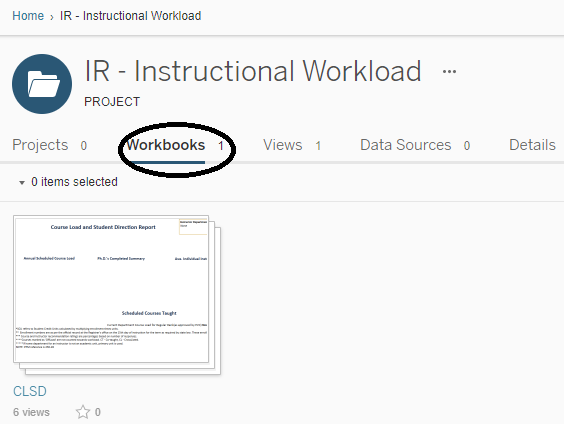 Home › IR - Instructional Workload
IR - Instructional Workload ...
PROJECT
Projects 0 Workbooks 1 Views 1 Data Sources 0 Details
0 items selected
Course Load and Student Direction Report
Annual Scheduled Course Load Ph.D.'s Completed Summary Ave. Individual Inst
Scheduled Courses Taught
CLSD
6 views 0